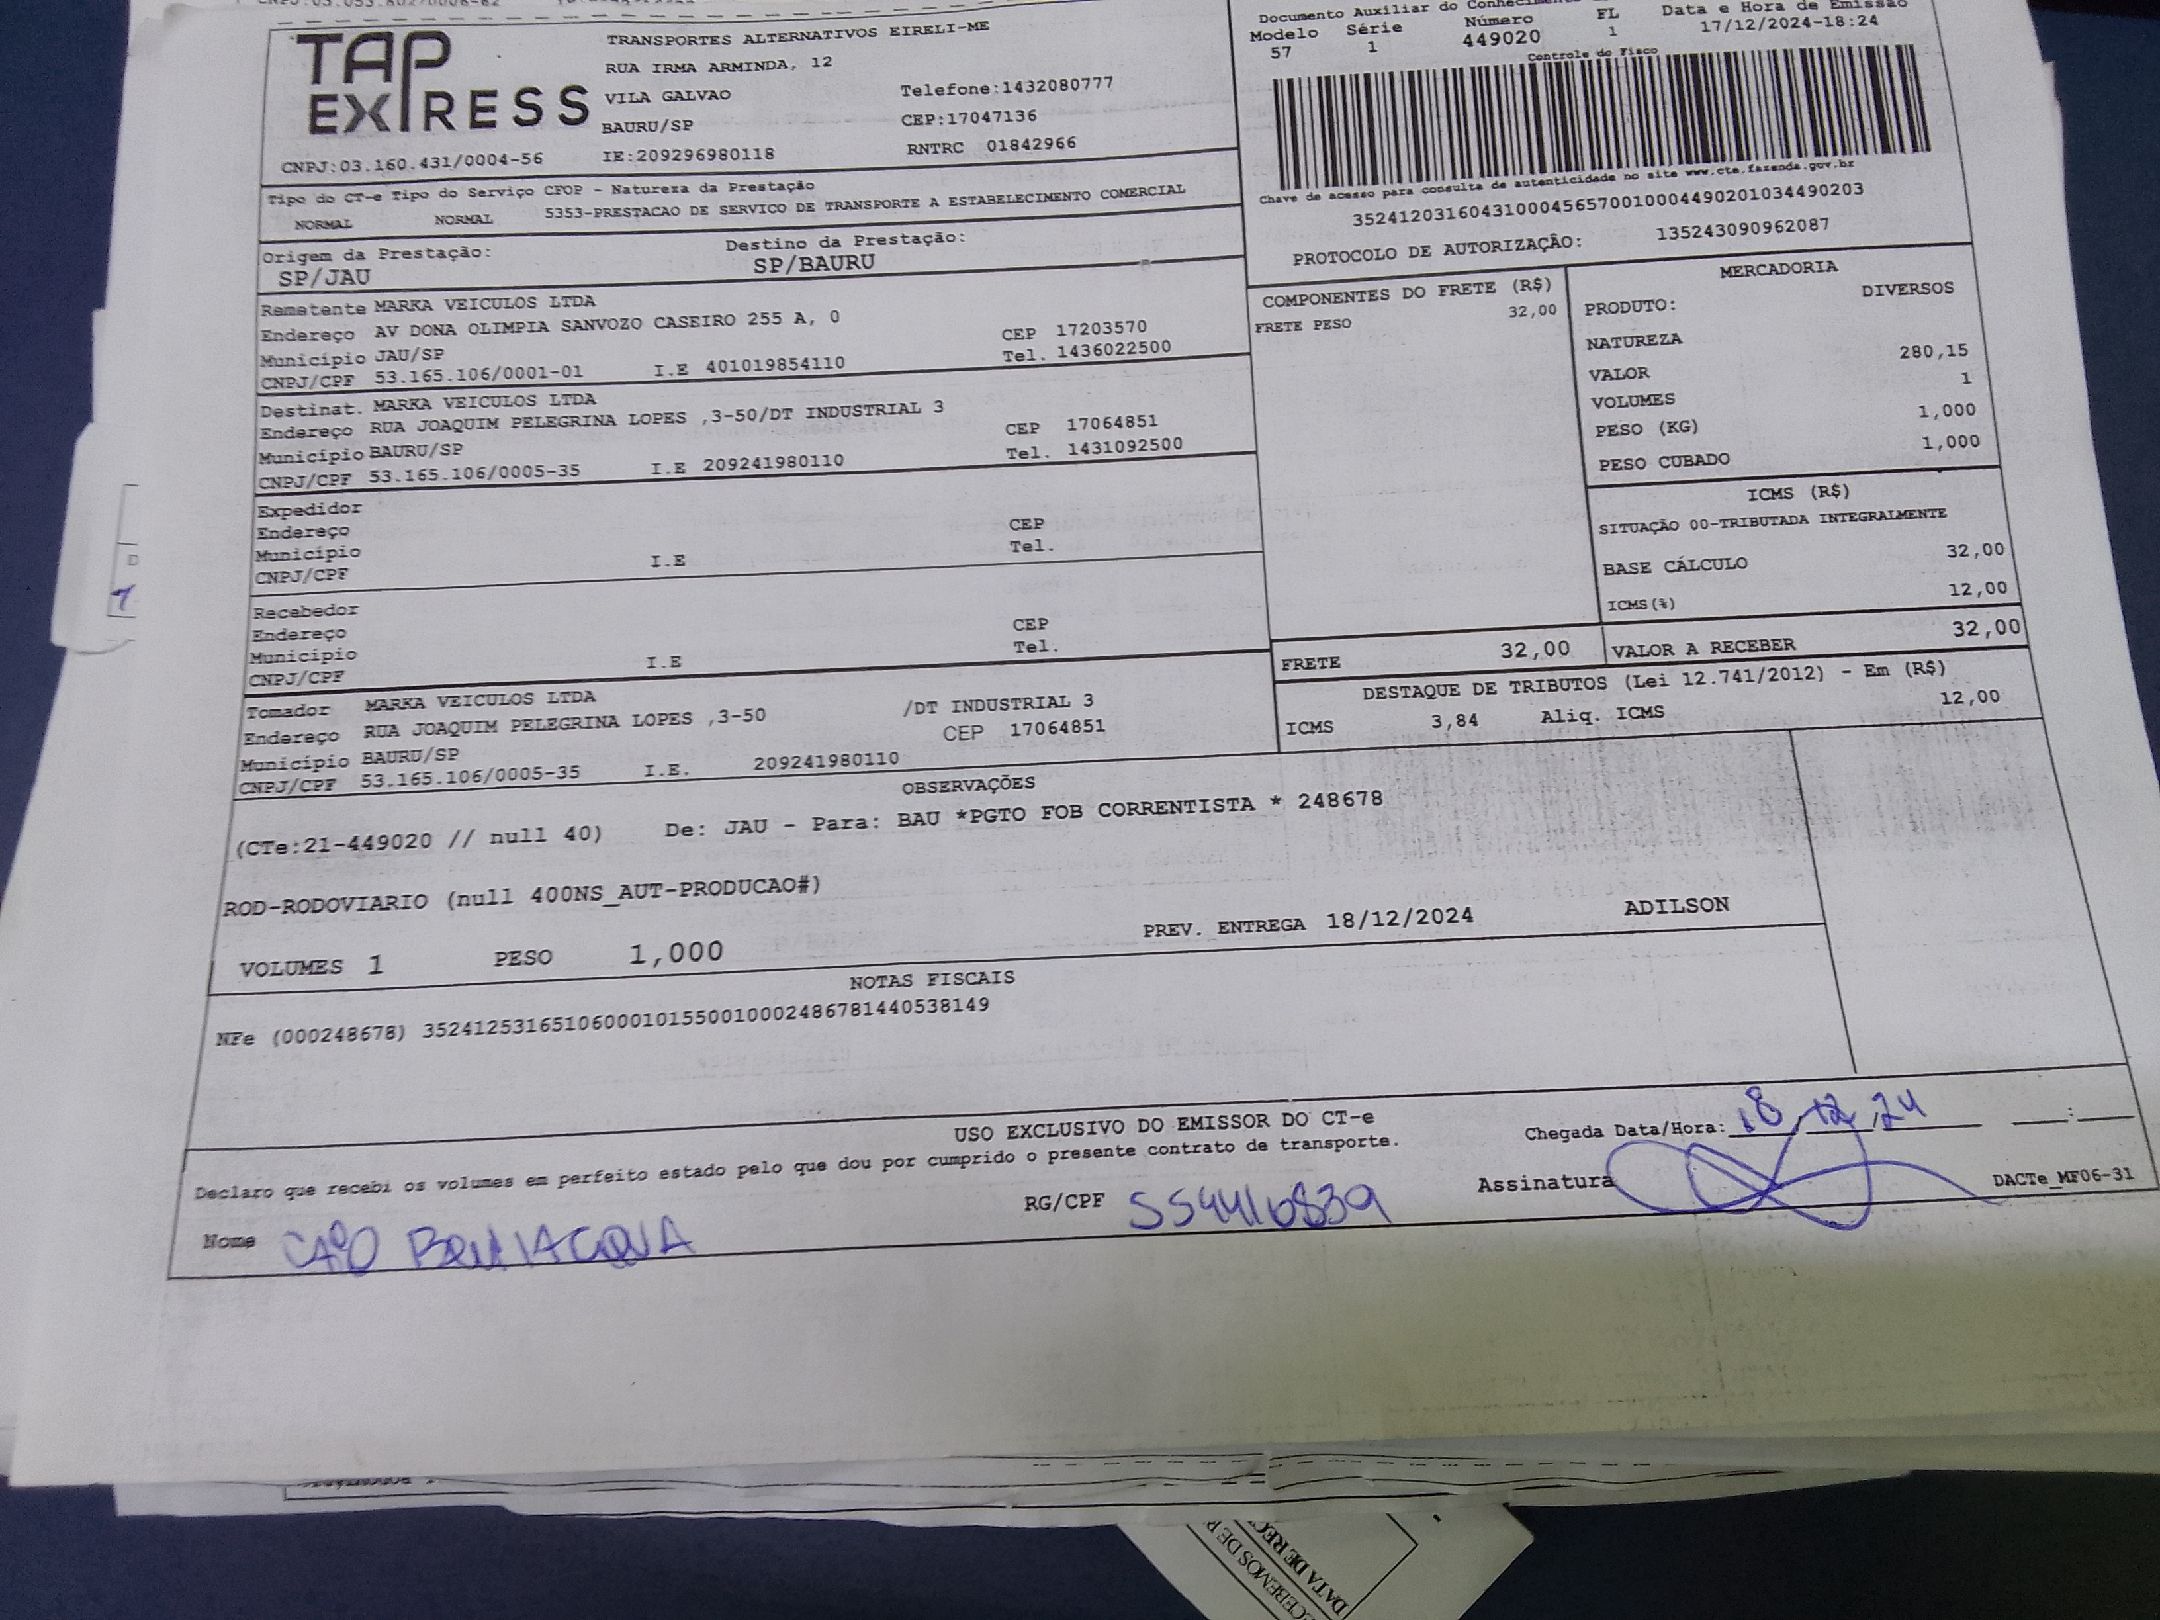 TAP EXPRESS
TRANSPORTES ALTERNATIVOS EIRELI-ME
RUA IRMA ARMINDA, 12
VILA GALVAO Telefone:1432080777
BAURU/SP CEP:17047136
CNPJ:03.160.431/0004-56 IE:209296980118 RNTRC 01842966
Documento Auxiliar do
Modelo Série Número FL Data e Hora de Emissão
57 1 449020 1 17/12/2024-18:24
Controle do Fisco
Chave de acesso para consulta de autenticidade no site www.cte.fazenda.gov.br
35241203160431000456570010004490201034490203
PROTOCOLO DE AUTORIZAÇÃO: 135243090962087
Tipo do CT-e Tipo do Serviço CFOP - Natureza da Prestação
NORMAL NORMAL 5353-PRESTACAO DE SERVICO DE TRANSPORTE A ESTABELECIMENTO COMERCIAL
Origem da Prestação: Destino da Prestação:
SP/JAU SP/BAURU
Remetente MARKA VEICULOS LTDA
Endereço AV DONA OLIMPIA SANVOZO CASEIRO 255 A, 0 CEP 17203570
Município JAU/SP Tel. 1436022500
CNPJ/CPF 53.165.106/0001-01 I.E 401019854110
Destinat. MARKA VEICULOS LTDA
Endereço RUA JOAQUIM PELEGRINA LOPES ,3-50/DT INDUSTRIAL 3 CEP 17064851
Município BAURU/SP Tel. 1431092500
CNPJ/CPF 53.165.106/0005-35 I.E 209241980110
Expedidor
Endereço CEP
Município Tel.
CNPJ/CPF I.E
Recebedor
Endereço CEP
Município Tel.
CNPJ/CPF I.E
Tomador MARKA VEICULOS LTDA
Endereço RUA JOAQUIM PELEGRINA LOPES ,3-50 /DT INDUSTRIAL 3
Município BAURU/SP CEP 17064851
CNPJ/CPF 53.165.106/0005-35 I.E. 209241980110
COMPONENTES DO FRETE (R$)
FRETE PESO 32,00
MERCADORIA
PRODUTO: DIVERSOS
NATUREZA
VALOR 280,15
VOLUMES 1
PESO (KG) 1,000
PESO CUBADO 1,000
ICMS (R$)
SITUAÇÃO 00-TRIBUTADA INTEGRALMENTE
BASE CÁLCULO 32,00
ICMS(%) 12,00
FRETE 32,00 VALOR A RECEBER 32,00
DESTAQUE DE TRIBUTOS (Lei 12.741/2012) - Em (R$)
ICMS 3,84 Aliq. ICMS 12,00
OBSERVAÇÕES
(CTe:21-449020 // null 40) De: JAU - Para: BAU *PGTO FOB CORRENTISTA * 248678
ROD-RODOVIARIO (null 400NS_AUT-PRODUCAO#)
VOLUMES 1 PESO 1,000 PREV. ENTREGA 18/12/2024 ADILSON
NOTAS FISCAIS
NFe (000248678) 35241253165106000101550010002486781440538149
USO EXCLUSIVO DO EMISSOR DO CT-e
Declaro que recebi os volumes em perfeito estado pelo que dou por cumprido o presente contrato de transporte.
Chegada Data/Hora: 18 12 24 :
Nome CAIO RG/CPF Assinatura DACTe_MF06-31
DATA DE